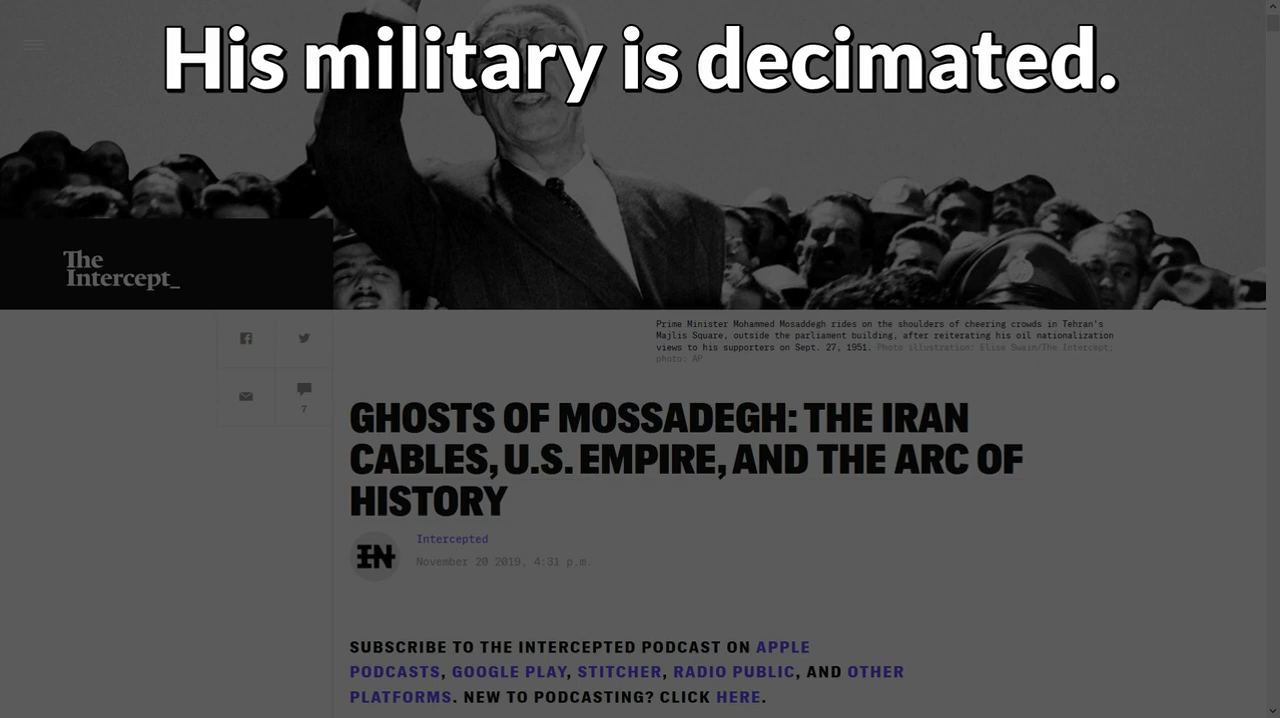 His military is decimated.
The
Intercept_
Prime Minister Mohammed Mosaddegh rides on the shoulders of cheering crowds in Tehran's
Majlis Square, outside the parliament building, after reiterating his oil nationalization
views to his supporters on Sept. 27, 1951. Photo illustration: Elise Swain/The Intercept;
photo: AP
7
GHOSTS OF MOSSADEGH: THE IRAN
CABLES, U.S. EMPIRE, AND THE ARC OF
HISTORY
IN
Intercepted
November 20 2019, 4:31 p.m.
SUBSCRIBE TO THE INTERCEPTED PODCAST ON APPLE
PODCASTS, GOOGLE PLAY, STITCHER, RADIO PUBLIC, AND OTHER
PLATFORMS. NEW TO PODCASTING? CLICK HERE.